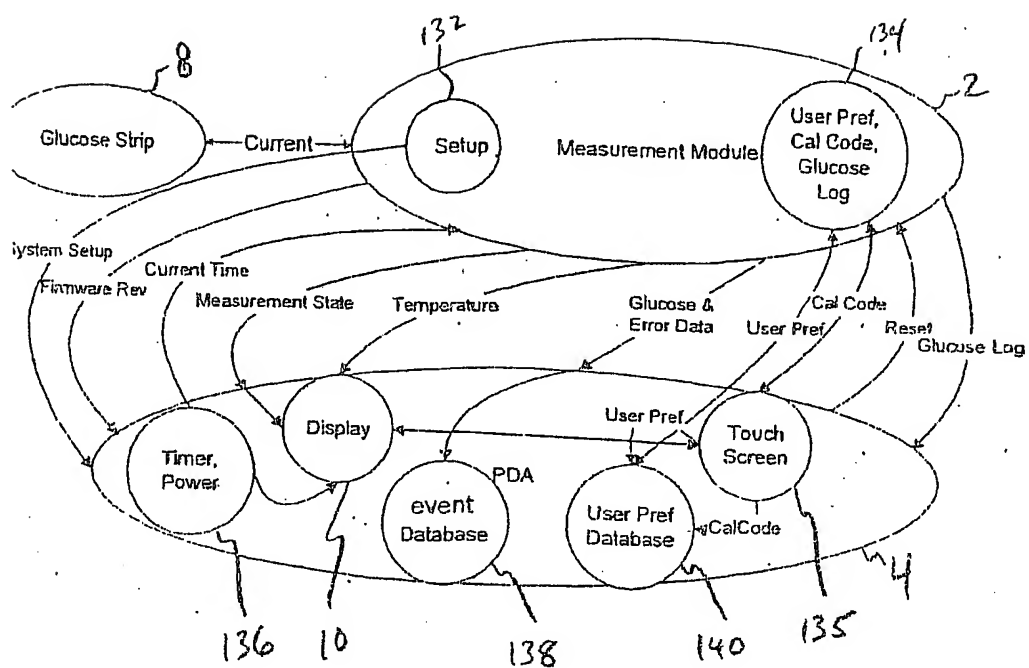 132
134
8
2
Glucose Strip
Current
Setup
Measurement Module
User Pref,
Cal Code,
Glucose
Log
System Setup
Firmware Rev
Current Time
Measurement State
Temperature
Glucose &
Error Data
User Pref
Cal Code
Reset
Glucose Log
Timer,
Power
Display
event
Database
PDA
User Pref
User Pref
Database
Touch
Screen
CalCode
4
136
10
138
140
135